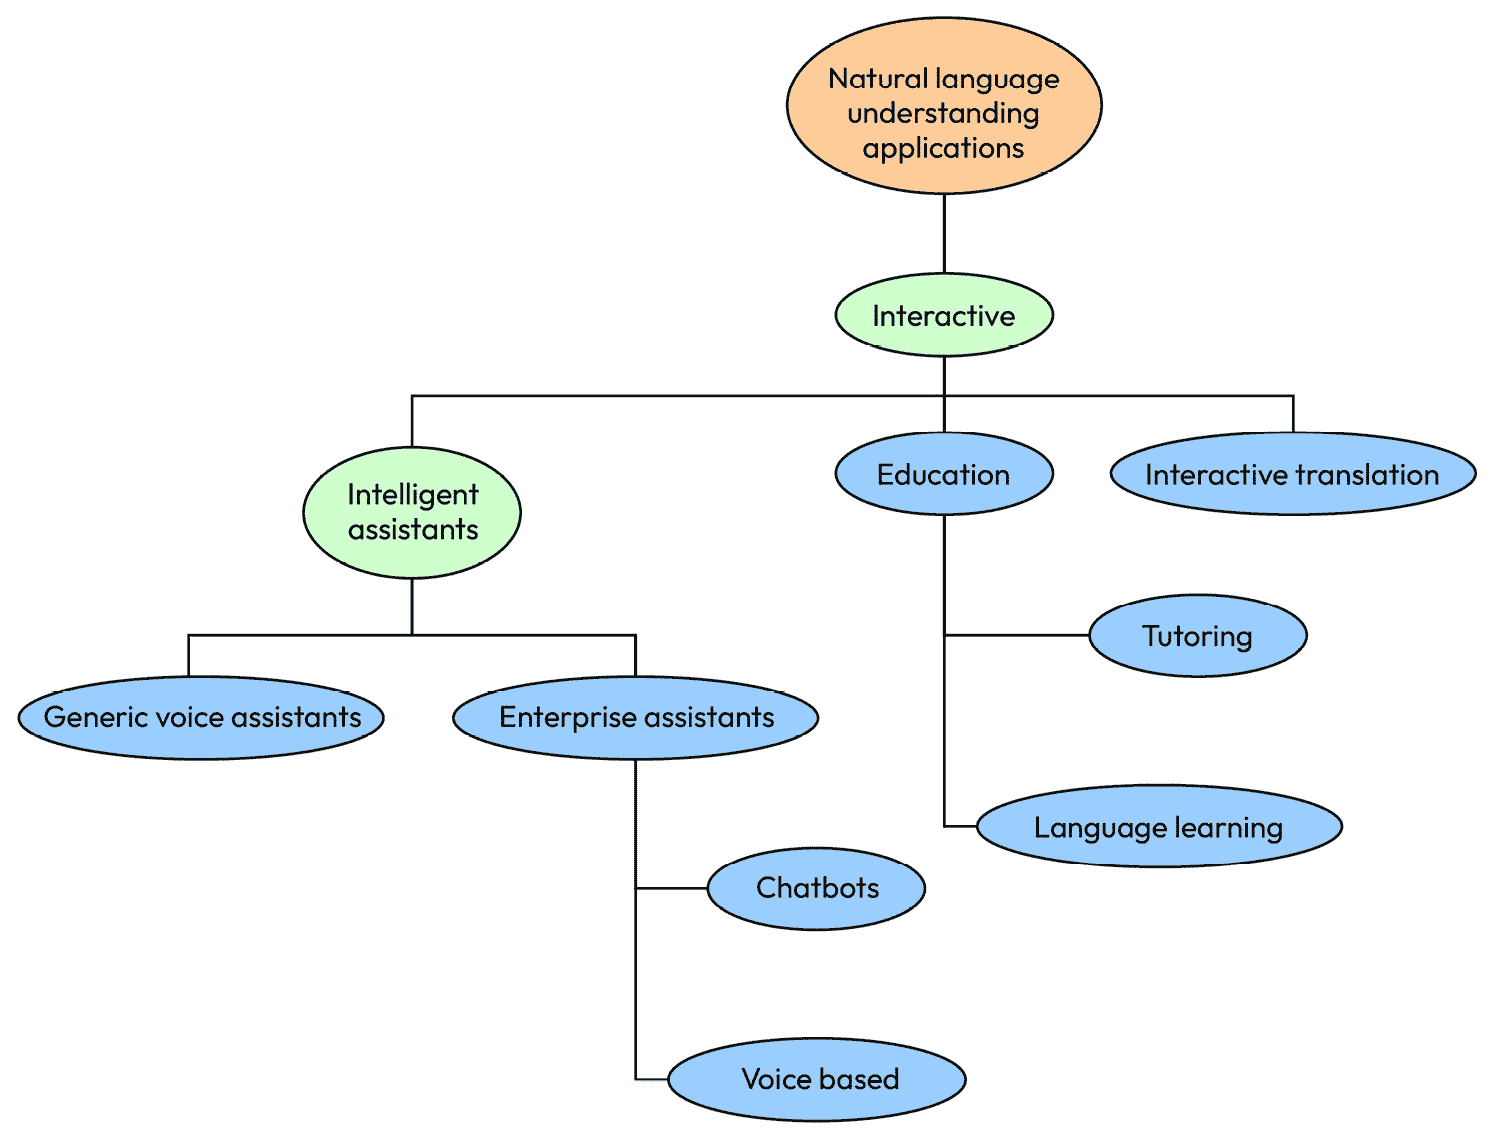 Natural language
understanding
applications
Interactive
Intelligent
assistants
Education
Interactive translation
Tutoring
Generic voice assistants
Enterprise assistants
Language learning
Chatbots
Voice based